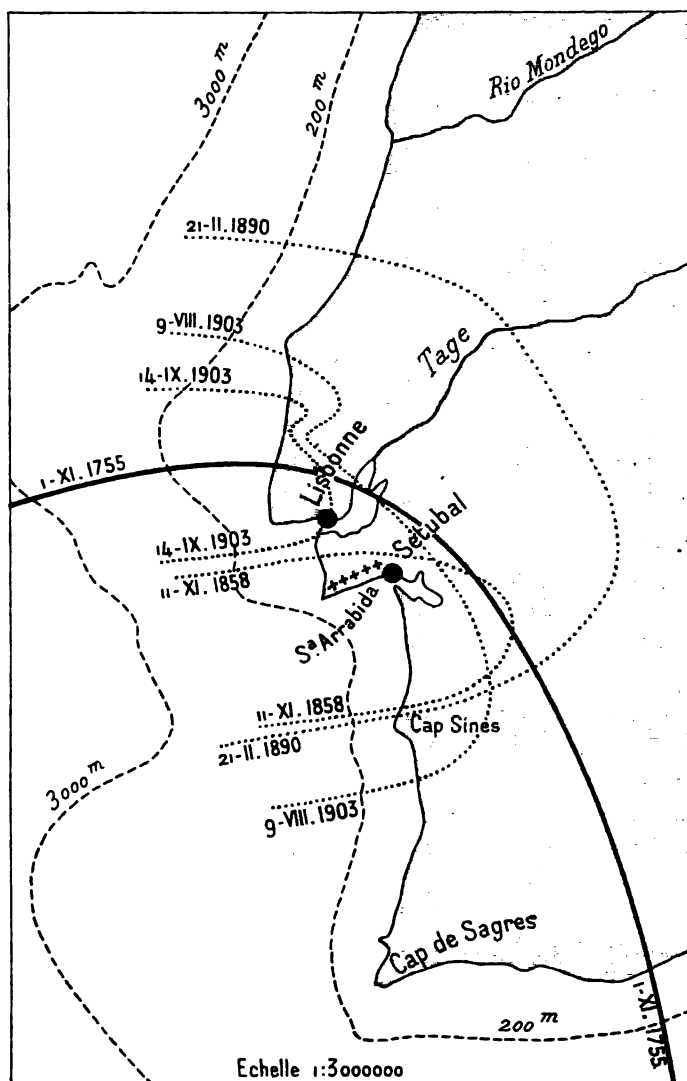 3000 m
200 m
Rio Mondego
21-II.1890
9-VIII.1903
Tage
14-IX.1903
1-XI.1755
Lisbonne
Setubal
14-IX.1903
11-XI.1858
Sª. Arrabida
11-XI.1858
Cap Sines
21-II.1890
3000 m
9-VIII.1903
Cap de Sagres
1-XI.1755
200 m
Echelle 1:3000000